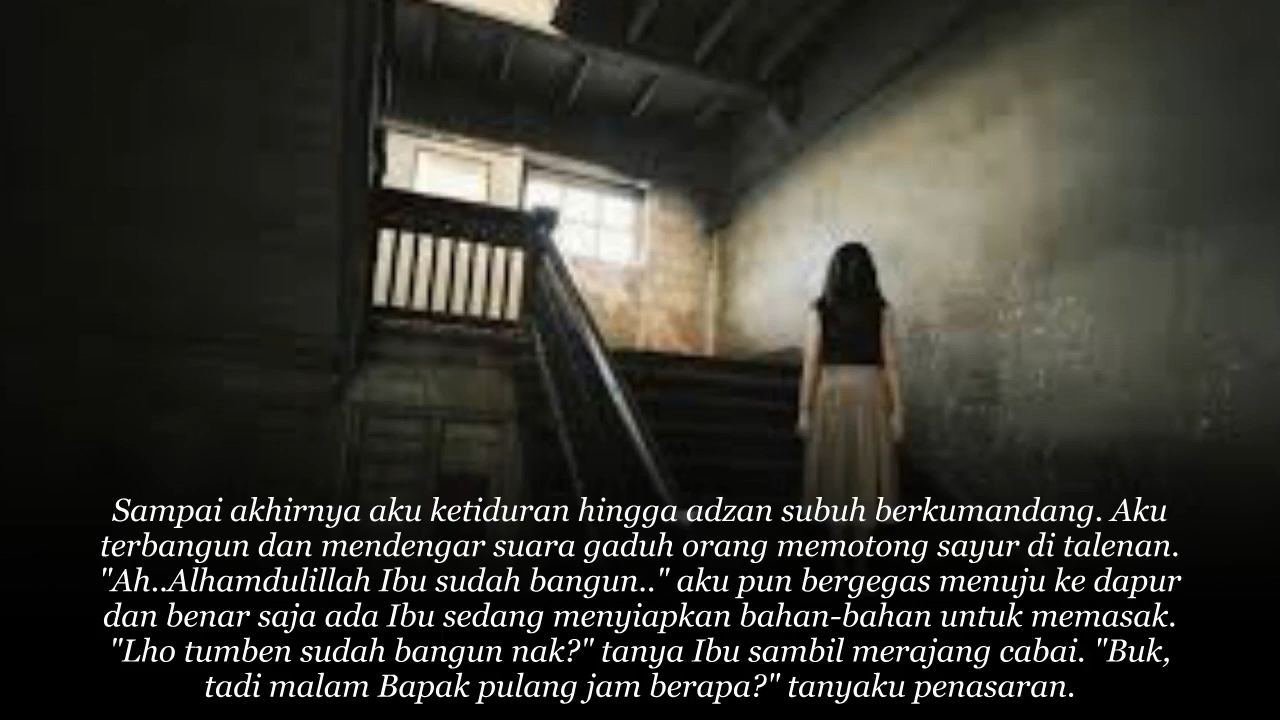 Sampai akhirnya aku ketiduran hingga adzan subuh berkumandang. Aku
terbangun dan mendengar suara gaduh orang memotong sayur di talenan.
"Ah..Alhamdulillah Ibu sudah bangun.." aku pun bergegas menuju ke dapur
dan benar saja ada Ibu sedang menyiapkan bahan-bahan untuk memasak.
"Lho tumben sudah bangun nak?" tanya Ibu sambil merajang cabai. "Buk,
tadi malam Bapak pulang jam berapa?" tanyaku penasaran.